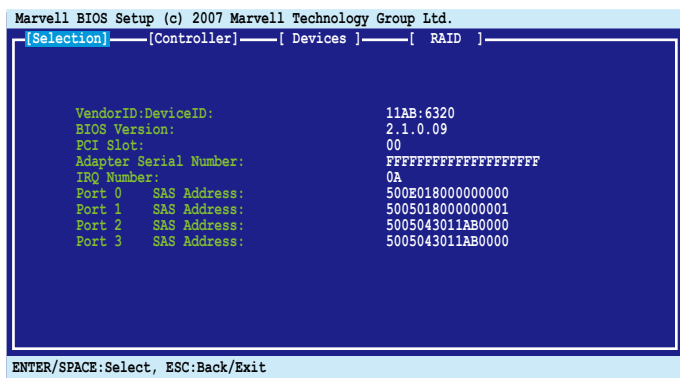 Marvell BIOS Setup (c) 2007 Marvell Technology Group Ltd.
[Selection] [Controller] [ Devices ] [ RAID ]
VendorID:DeviceID: 11AB:6320
BIOS Version: 2.1.0.09
PCI Slot: 00
Adapter Serial Number: FFFFFFFFFFFFFFFFFFFF
IRQ Number: 0A
Port 0 SAS Address: 500E018000000000
Port 1 SAS Address: 5005018000000001
Port 2 SAS Address: 5005043011AB0000
Port 3 SAS Address: 5005043011AB0000
ENTER/SPACE:Select, ESC:Back/Exit